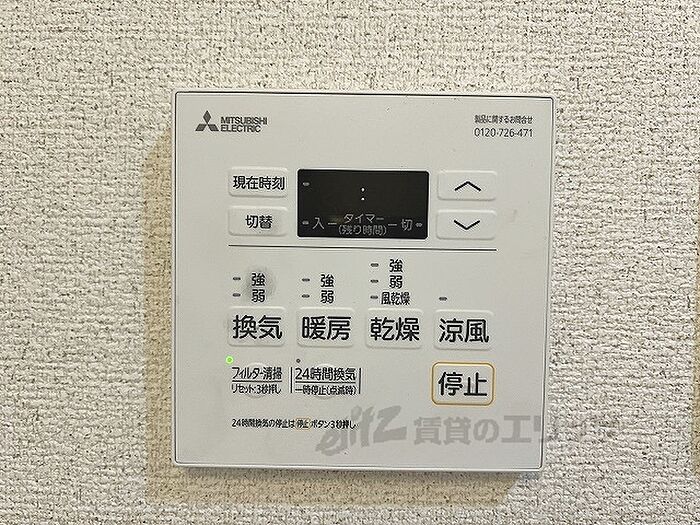 MITSUBISHI
ELECTRIC
製品に関するお問合せ
0120-726-471
現在時刻
切替
:
入 タイマー 切
(残り時間)
強
弱
強
弱
強
弱
風乾燥
換気
暖房
乾燥
涼風
フィルター清掃
リセット:3秒押し
24時間換気
一時停止(点滅時)
停止
24時間換気の停止は 停止 ボタン3秒押し
elitz 賃貸のエリッツ